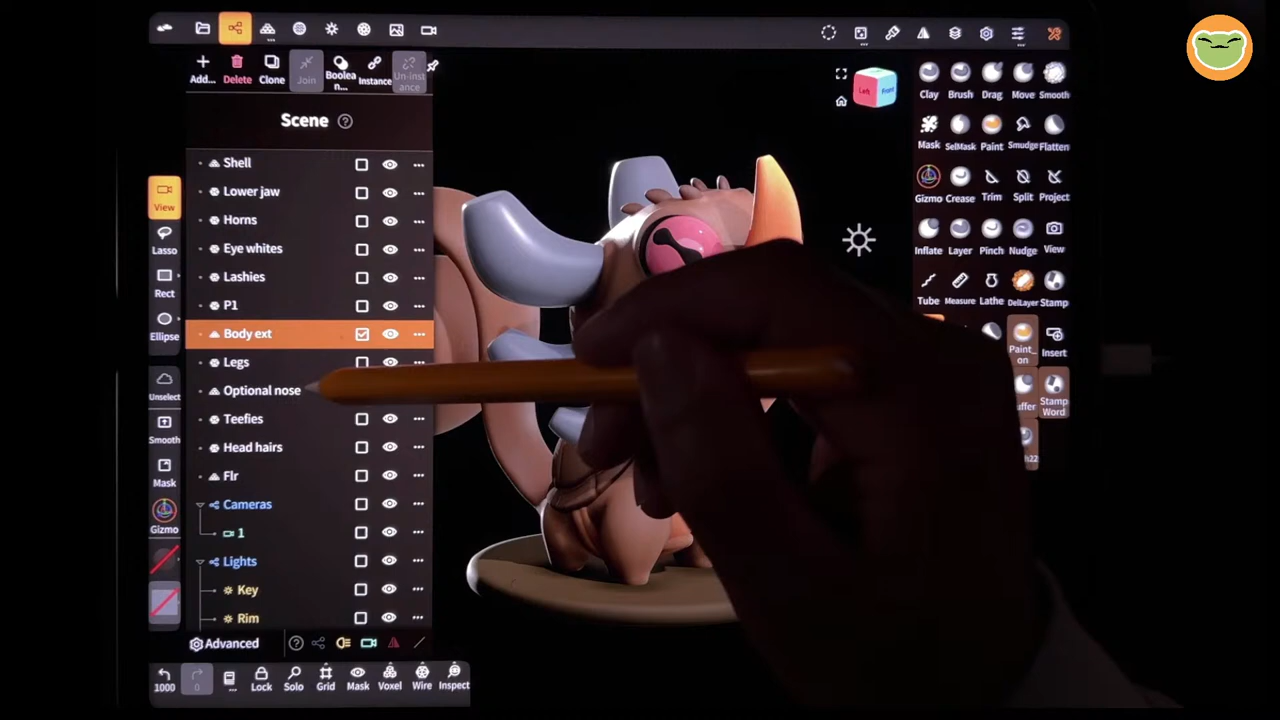 Add...
Delete
Clone
Join
Boolea
n...
Instance
Un-inst
ance
Scene
Shell
Lower jaw
Horns
Eye whites
Lashies
P1
Body ext
Legs
Optional nose
Teefies
Head hairs
Flr
Cameras
1
Lights
Key
Rim
Advanced
View
Lasso
Rect
Ellipse
Unselect
Smooth
Mask
Gizmo
1000
0
Lock
Solo
Grid
Mask
Voxel
Wire
Inspect
Left
Front
Clay
Brush
Drag
Move
Smooth
Mask
SelMask
Paint
Smudge
Flatten
Gizmo
Crease
Trim
Split
Project
Inflate
Layer
Pinch
Nudge
View
Tube
Measure
Lathe
DelLayer
Stamp
Paint_
on
Insert
Stamp
Word